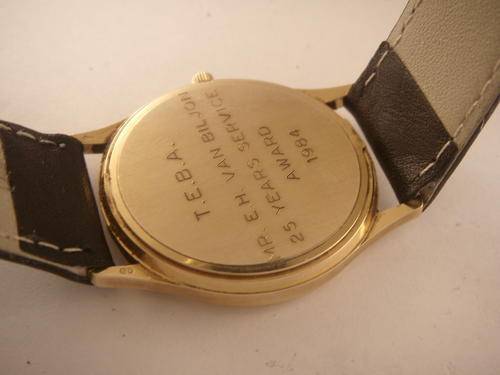 T.E.B.A.
MR. E.H. VAN BILJON
25 YEARS SERVICE
AWARD
1984